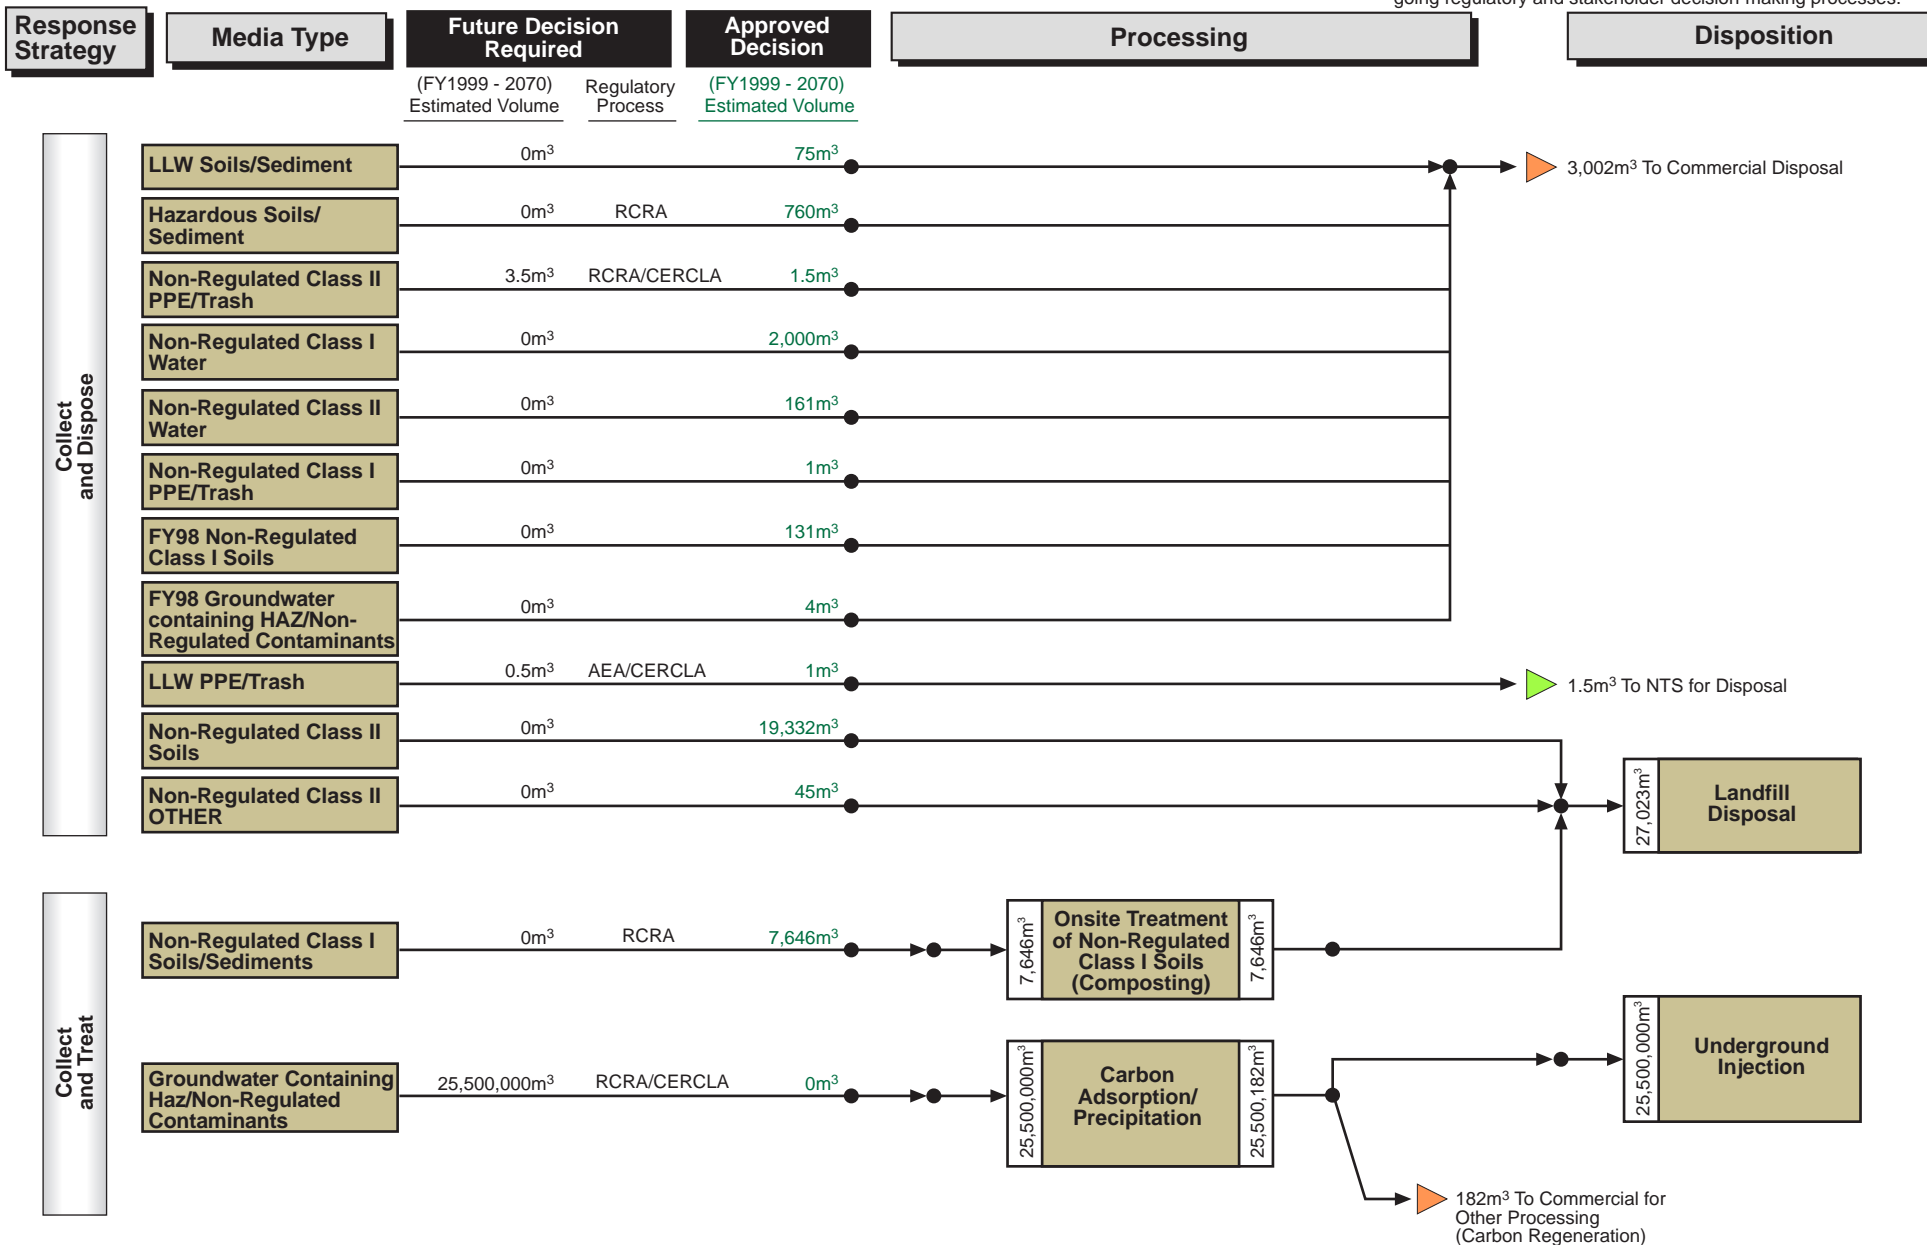 going regulatory and stakeholder decision-making processes.
Response
Strategy
Media Type
Future Decision
Required
Approved
Decision
Processing
Disposition
(FY1999 - 2070)
Estimated Volume
Regulatory
Process
(FY1999 - 2070)
Estimated Volume
Collect
and Dispose
LLW Soils/Sediment
0m³
75m³
3,002m³ To Commercial Disposal
Hazardous Soils/
Sediment
0m³
RCRA
760m³
Non-Regulated Class II
PPE/Trash
3.5m³
RCRA/CERCLA
1.5m³
Non-Regulated Class I
Water
0m³
2,000m³
Non-Regulated Class II
Water
0m³
161m³
Non-Regulated Class I
PPE/Trash
0m³
1m³
FY98 Non-Regulated
Class I Soils
0m³
131m³
FY98 Groundwater
containing HAZ/Non-
Regulated Contaminants
0m³
4m³
LLW PPE/Trash
0.5m³
AEA/CERCLA
1m³
1.5m³ To NTS for Disposal
Non-Regulated Class II
Soils
0m³
19,332m³
Non-Regulated Class II
OTHER
0m³
45m³
27,023m³
Landfill
Disposal
Collect
and Treat
Non-Regulated Class I
Soils/Sediments
0m³
RCRA
7,646m³
7,646m³
Onsite Treatment
of Non-Regulated
Class I Soils
(Composting)
7,646m³
Groundwater Containing
Haz/Non-Regulated
Contaminants
25,500,000m³
RCRA/CERCLA
0m³
25,500,000m³
Carbon
Adsorption/
Precipitation
25,500,182m³
25,500,000m³
Underground
Injection
182m³ To Commercial for
Other Processing
(Carbon Regeneration)